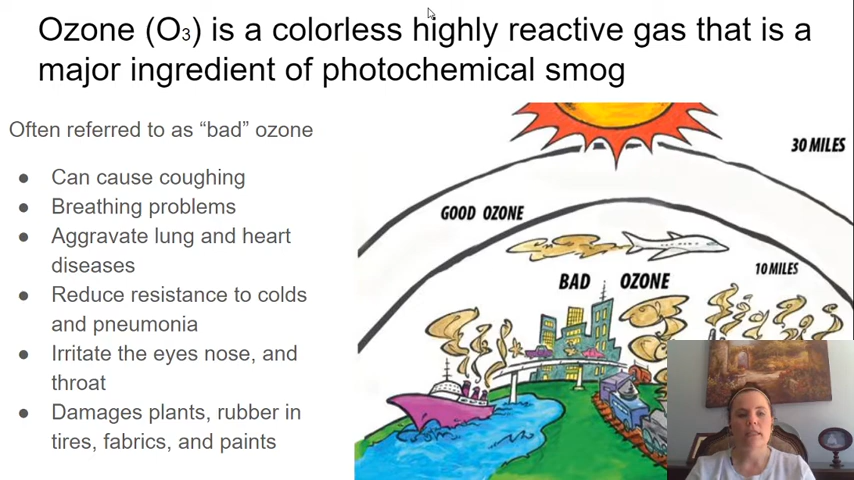 Ozone (O₃) is a colorless highly reactive gas that is a
major ingredient of photochemical smog
Often referred to as “bad” ozone
● Can cause coughing
● Breathing problems
● Aggravate lung and heart
diseases
● Reduce resistance to colds
and pneumonia
● Irritate the eyes nose, and
throat
● Damages plants, rubber in
tires, fabrics, and paints
30 MILES
GOOD OZONE
10 MILES
BAD OZONE